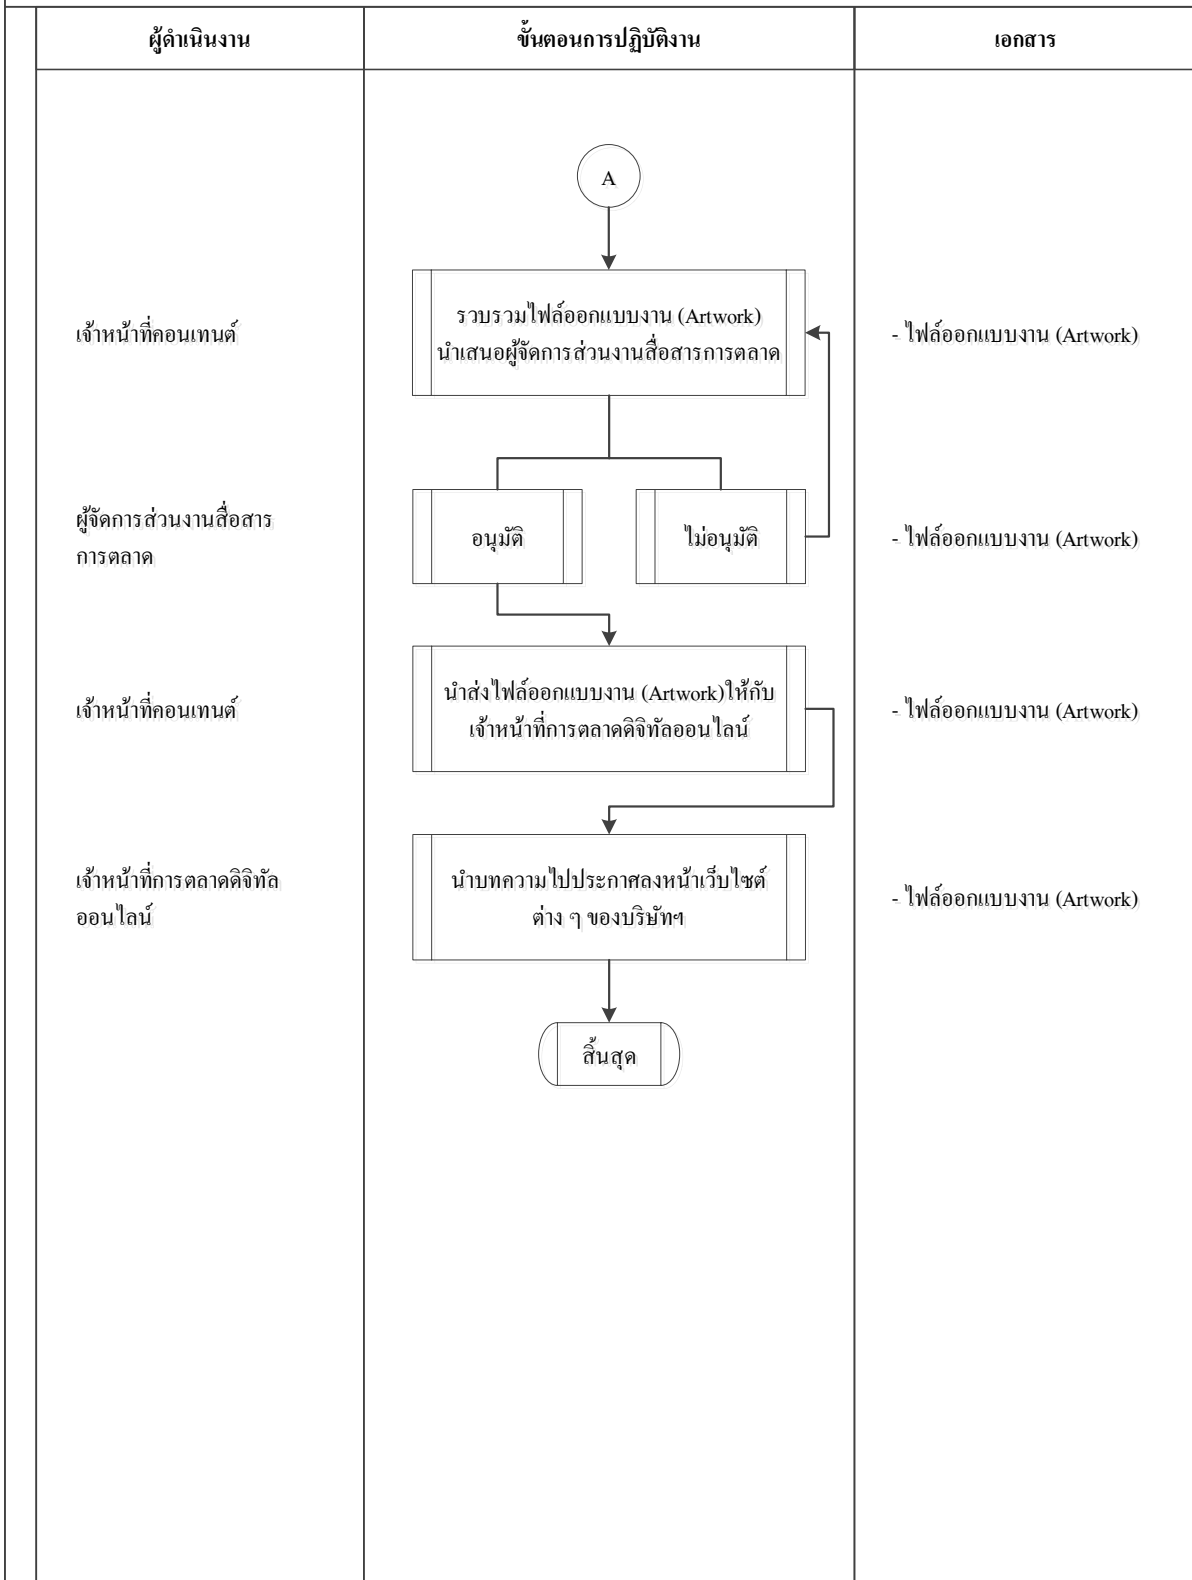 ผู้ดำเนินงาน ขั้นตอนการปฏิบัติงาน เอกสาร
A
เจ้าหน้าที่คอนเทนต์
รวบรวมไฟล์ออกแบบงาน (Artwork)
นำเสนอผู้จัดการส่วนงานสื่อสารการตลาด
- ไฟล์ออกแบบงาน (Artwork)
ผู้จัดการส่วนงานสื่อสาร
การตลาด
อนุมัติ
ไม่อนุมัติ
- ไฟล์ออกแบบงาน (Artwork)
เจ้าหน้าที่คอนเทนต์
นำส่งไฟล์ออกแบบงาน (Artwork)ให้กับ
เจ้าหน้าที่การตลาดดิจิทัลออนไลน์
- ไฟล์ออกแบบงาน (Artwork)
เจ้าหน้าที่การตลาดดิจิทัล
ออนไลน์
นำบทความไปประกาศลงหน้าเว็บไซต์
ต่าง ๆ ของบริษัทฯ
- ไฟล์ออกแบบงาน (Artwork)
สิ้นสุด